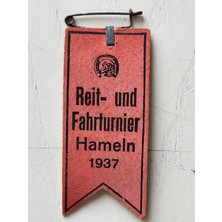 Reit- und
Fahrturnier
Hameln
1937